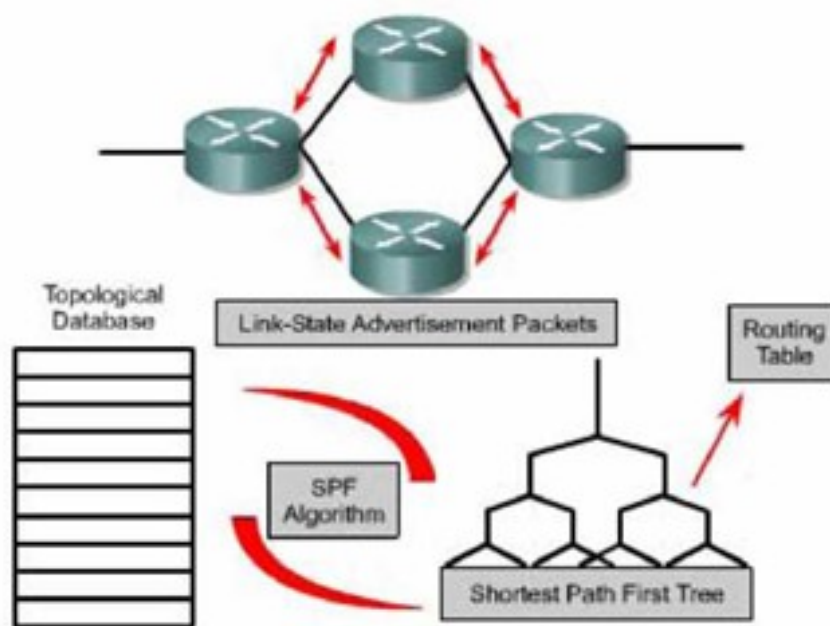 Topological
Database
Link-State Advertisement Packets
Routing
Table
SPF
Algorithm
Shortest Path First Tree